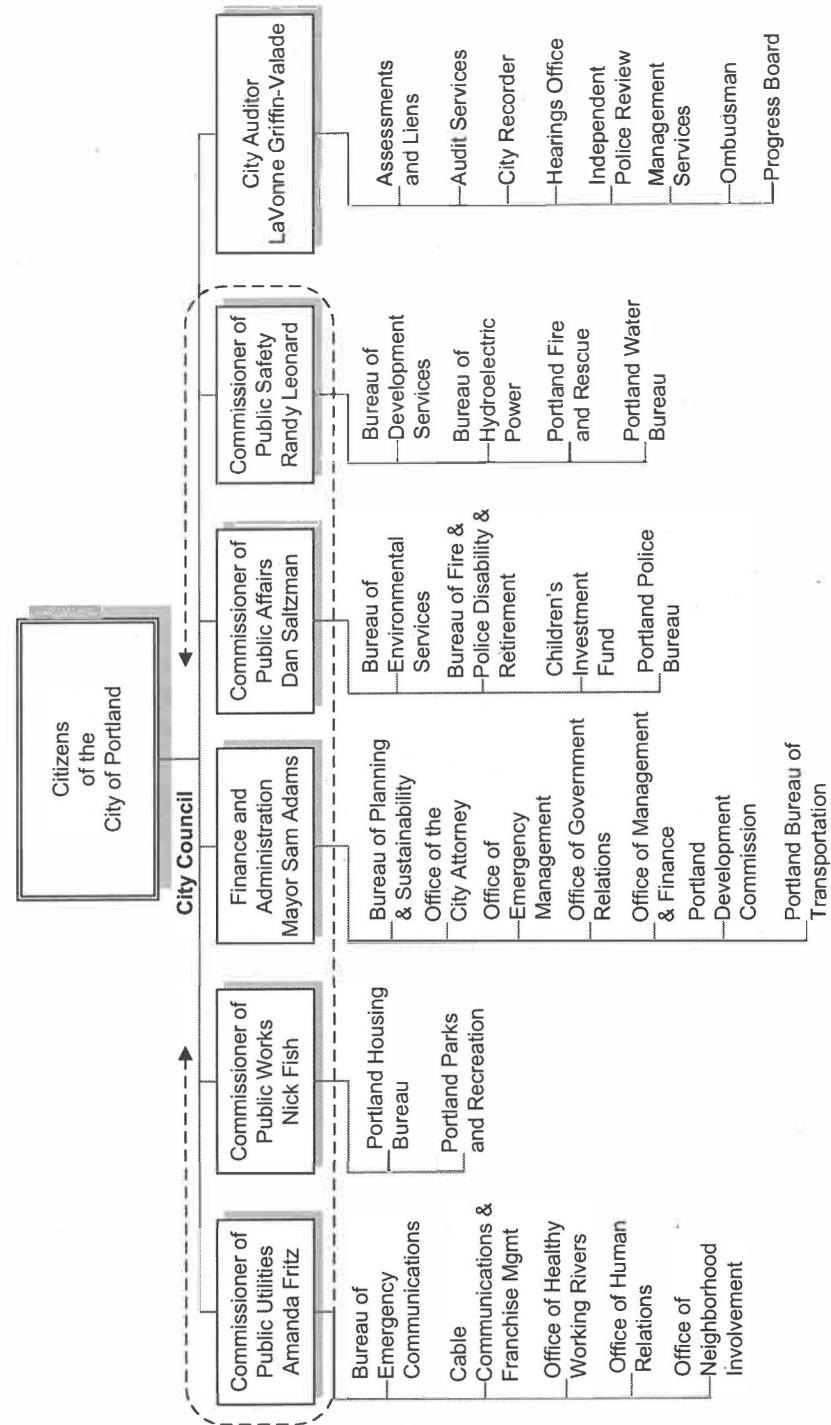 Citizens
of the
City of Portland
City Council
Commissioner of
Public Utilities
Amanda Fritz
Bureau of
Emergency
Communications
Cable
Communications &
Franchise Mgmt
Office of Healthy
Working Rivers
Office of Human
Relations
Office of
Neighborhood
Involvement
Commissioner of
Public Works
Nick Fish
Portland Housing
Bureau
Portland Parks
and Recreation
Finance and
Administration
Mayor Sam Adams
Bureau of Planning
& Sustainability
Office of the
City Attorney
Office of
Emergency
Management
Office of Government
Relations
Office of Management
& Finance
Portland
Development
Commission
Portland Bureau of
Transportation
Commissioner of
Public Affairs
Dan Saltzman
Bureau of
Environmental
Services
Bureau of Fire &
Police Disability &
Retirement
Children's
Investment
Fund
Portland Police
Bureau
Commissioner of
Public Safety
Randy Leonard
Bureau of
Development
Services
Bureau of
Hydroelectric
Power
Portland Fire
and Rescue
Portland Water
Bureau
City Auditor
LaVonne Griffin-Valade
Assessments
and Liens
Audit Services
City Recorder
Hearings Office
Independent
Police Review
Management
Services
Ombudsman
Progress Board